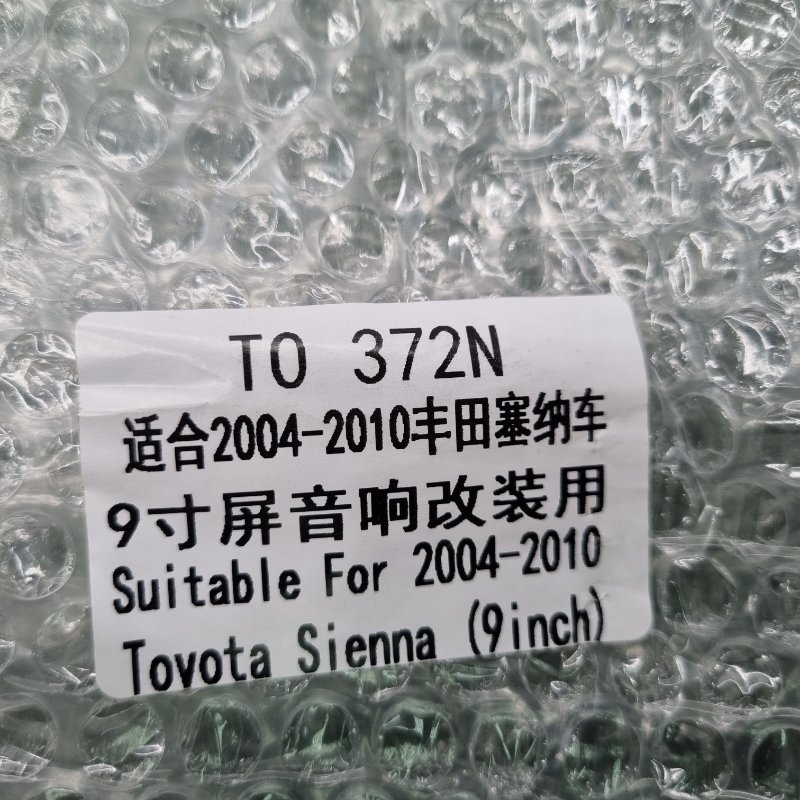 TO 372N
适合2004-2010丰田塞纳车
9寸屏音响改装用
Suitable For 2004-2010
Toyota Sienna (9inch)